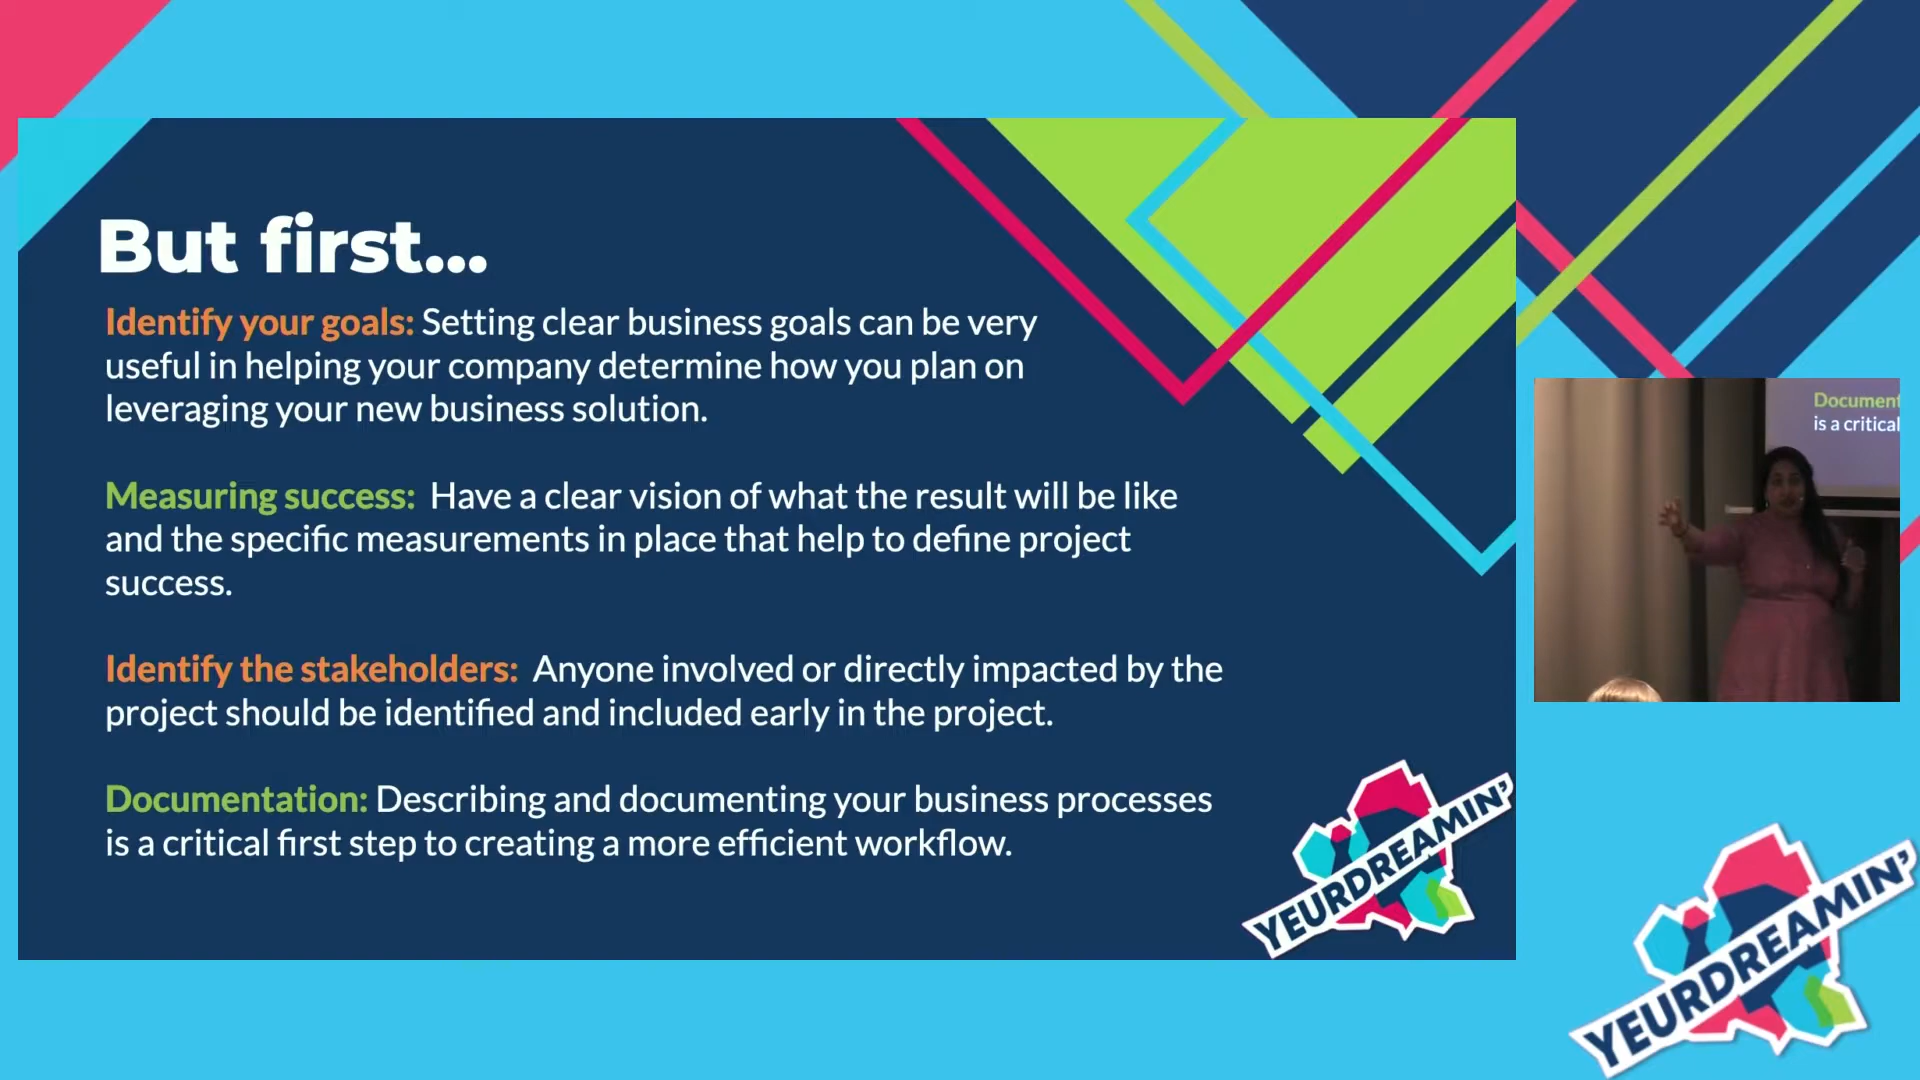 But first...
Identify your goals: Setting clear business goals can be very
useful in helping your company determine how you plan on
leveraging your new business solution.
Measuring success: Have a clear vision of what the result will be like
and the specific measurements in place that help to define project
success.
Identify the stakeholders: Anyone involved or directly impacted by the
project should be identified and included early in the project.
Documentation: Describing and documenting your business processes
is a critical first step to creating a more efficient workflow.
YEURDREAMIN'
Document
is a critical
YEURDREAMIN'